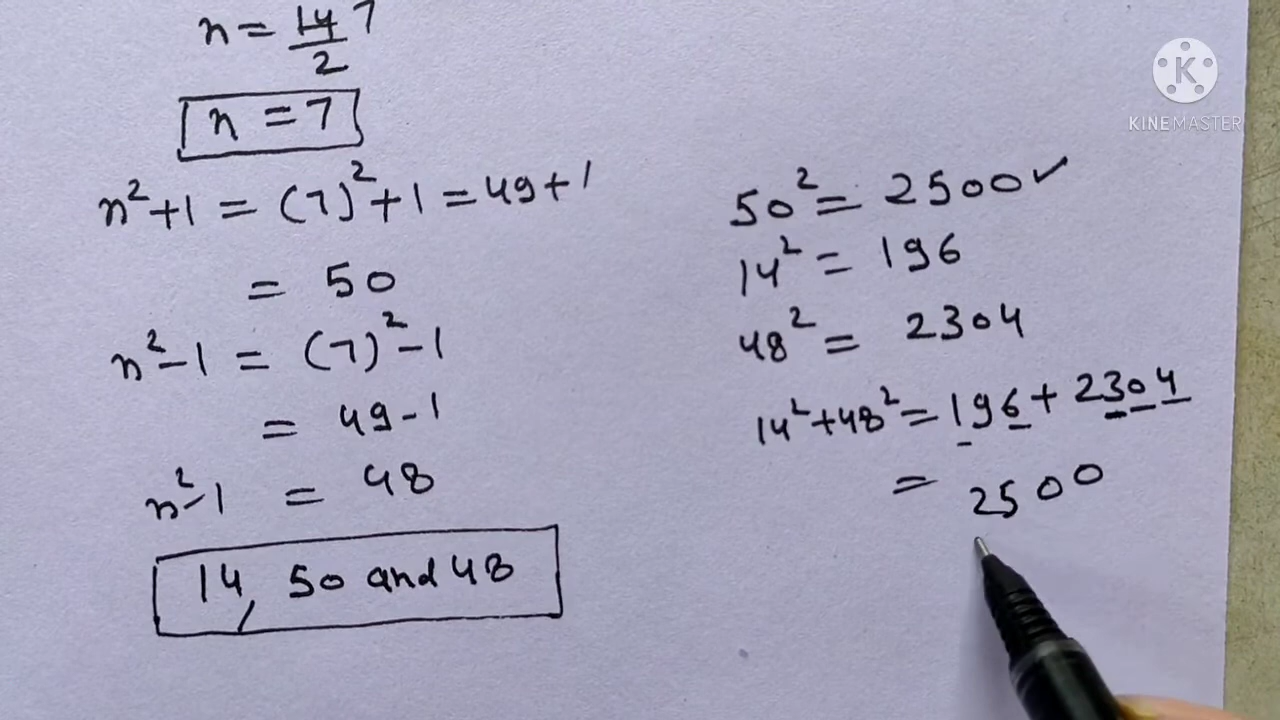 n = 14/2 7
n = 7
n² + 1 = (7)² + 1 = 49 + 1
= 50
n² - 1 = (7)² - 1
= 49 - 1
n² - 1 = 48
14, 50 and 48
K
KINEMASTER
50² = 2500 ✓
14² = 196
48² = 2304
14² + 48² = 196 + 2304
= 2500